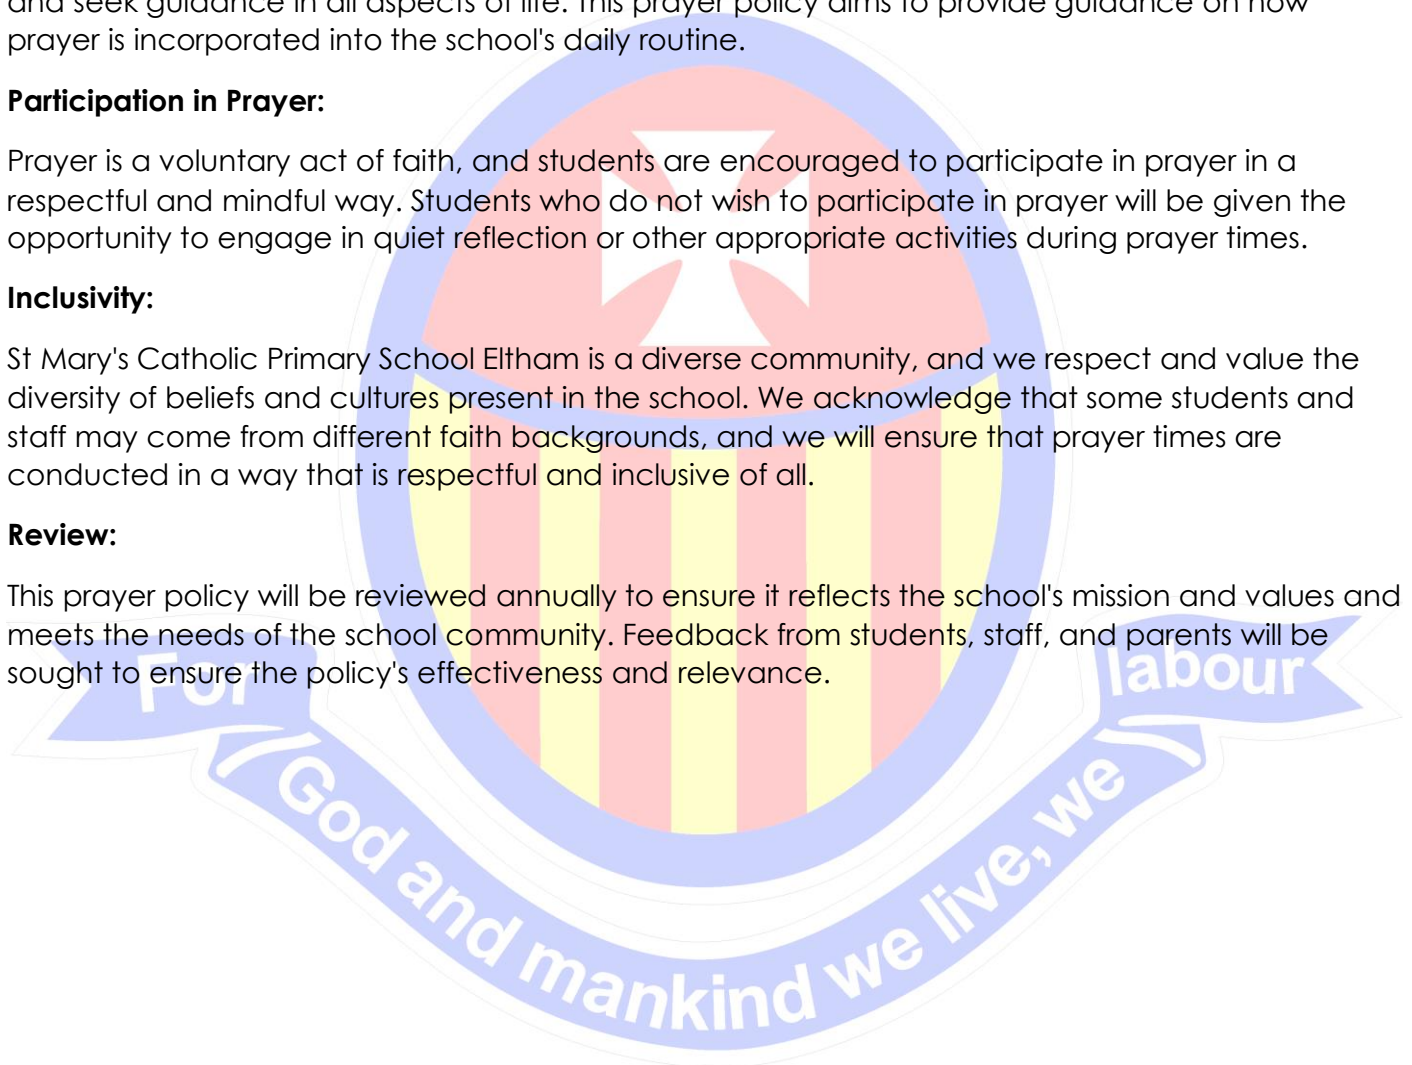 and seek guidance in all aspects of life. This prayer policy aims to provide guidance on how
prayer is incorporated into the school's daily routine.
Participation in Prayer:
Prayer is a voluntary act of faith, and students are encouraged to participate in prayer in a
respectful and mindful way. Students who do not wish to participate in prayer will be given the
opportunity to engage in quiet reflection or other appropriate activities during prayer times.
Inclusivity:
St Mary's Catholic Primary School Eltham is a diverse community, and we respect and value the
diversity of beliefs and cultures present in the school. We acknowledge that some students and
staff may come from different faith backgrounds, and we will ensure that prayer times are
conducted in a way that is respectful and inclusive of all.
Review:
This prayer policy will be reviewed annually to ensure it reflects the school's mission and values and
meets the needs of the school community. Feedback from students, staff, and parents will be
sought to ensure the policy's effectiveness and relevance.
For God and mankind we live, we labour